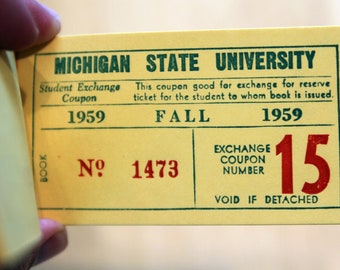 MICHIGAN STATE UNIVERSITY
Student Exchange Coupon
This coupon good for exchange for reserve
ticket for the student to whom book is issued.
1959 FALL 1959
BOOK
No 1473
EXCHANGE
COUPON
NUMBER
15
VOID IF DETACHED